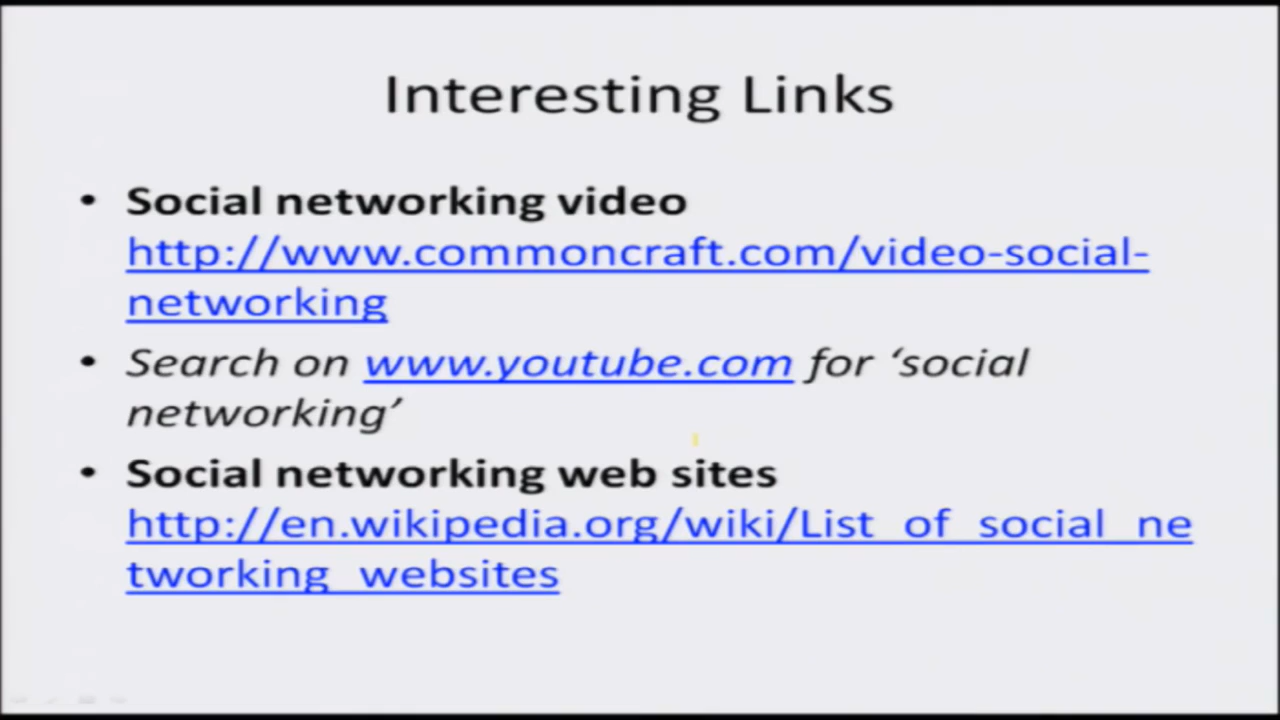 Interesting Links
• Social networking video
http://www.commoncraft.com/video-social-
networking
• Search on www.youtube.com for ‘social
networking’
• Social networking web sites
http://en.wikipedia.org/wiki/List_of_social_ne
tworking_websites